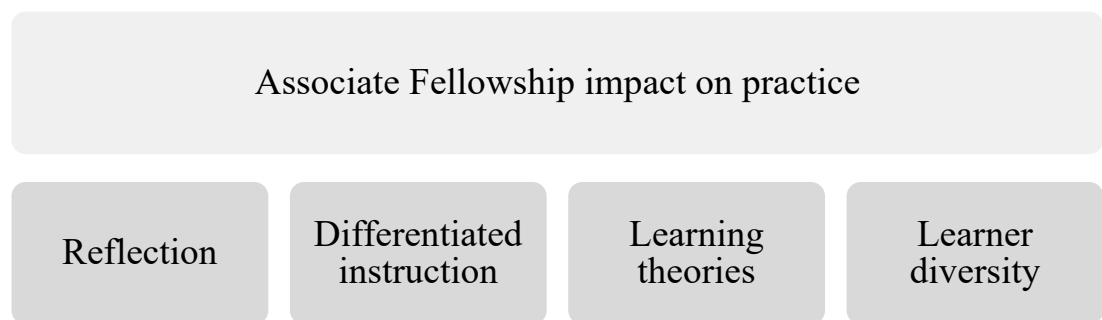 Associate Fellowship impact on practice
Reflection
Differentiated
instruction
Learning
theories
Learner
diversity